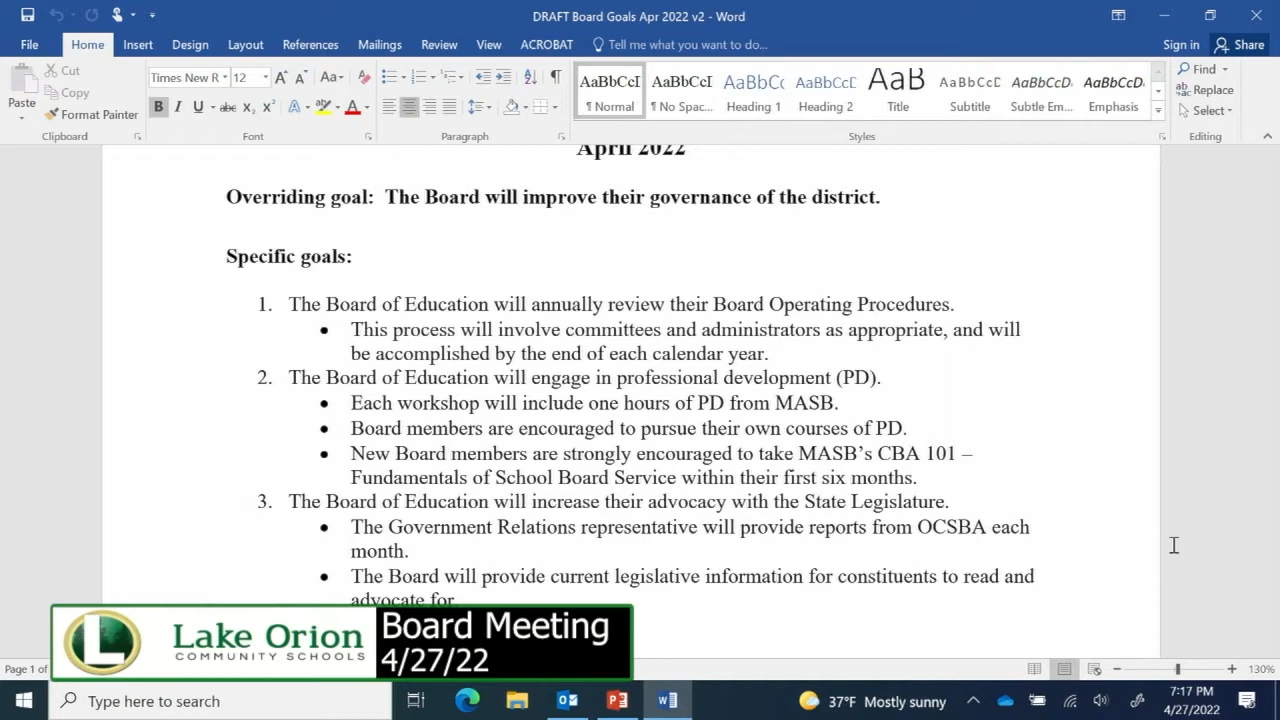 DRAFT Board Goals Apr 2022 v2 - Word
File Home Insert Design Layout References Mailings Review View ACROBAT Tell me what you want to do... Sign in Share
Paste
Cut
Copy
Format Painter
Clipboard
Times New R 12
Font
Paragraph
AaBbCcI AaBbCcI AaBbCc AaBbCcD AaB AaBbCcD AaBbCcD AaBbCcD
¶ Normal ¶ No Spac... Heading 1 Heading 2 Title Subtitle Subtle Em... Emphasis
Styles
Find
Replace
Select
Editing
April 2022
Overriding goal: The Board will improve their governance of the district.
Specific goals:
1. The Board of Education will annually review their Board Operating Procedures.
• This process will involve committees and administrators as appropriate, and will
be accomplished by the end of each calendar year.
2. The Board of Education will engage in professional development (PD).
• Each workshop will include one hours of PD from MASB.
• Board members are encouraged to pursue their own courses of PD.
• New Board members are strongly encouraged to take MASB's CBA 101 –
Fundamentals of School Board Service within their first six months.
3. The Board of Education will increase their advocacy with the State Legislature.
• The Government Relations representative will provide reports from OCSBA each
month.
• The Board will provide current legislative information for constituents to read and
advocate for.
L
Lake Orion
COMMUNITY SCHOOLS
Board Meeting
4/27/22
Page 1 of
130%
Type here to search
37°F Mostly sunny
7:17 PM
4/27/2022